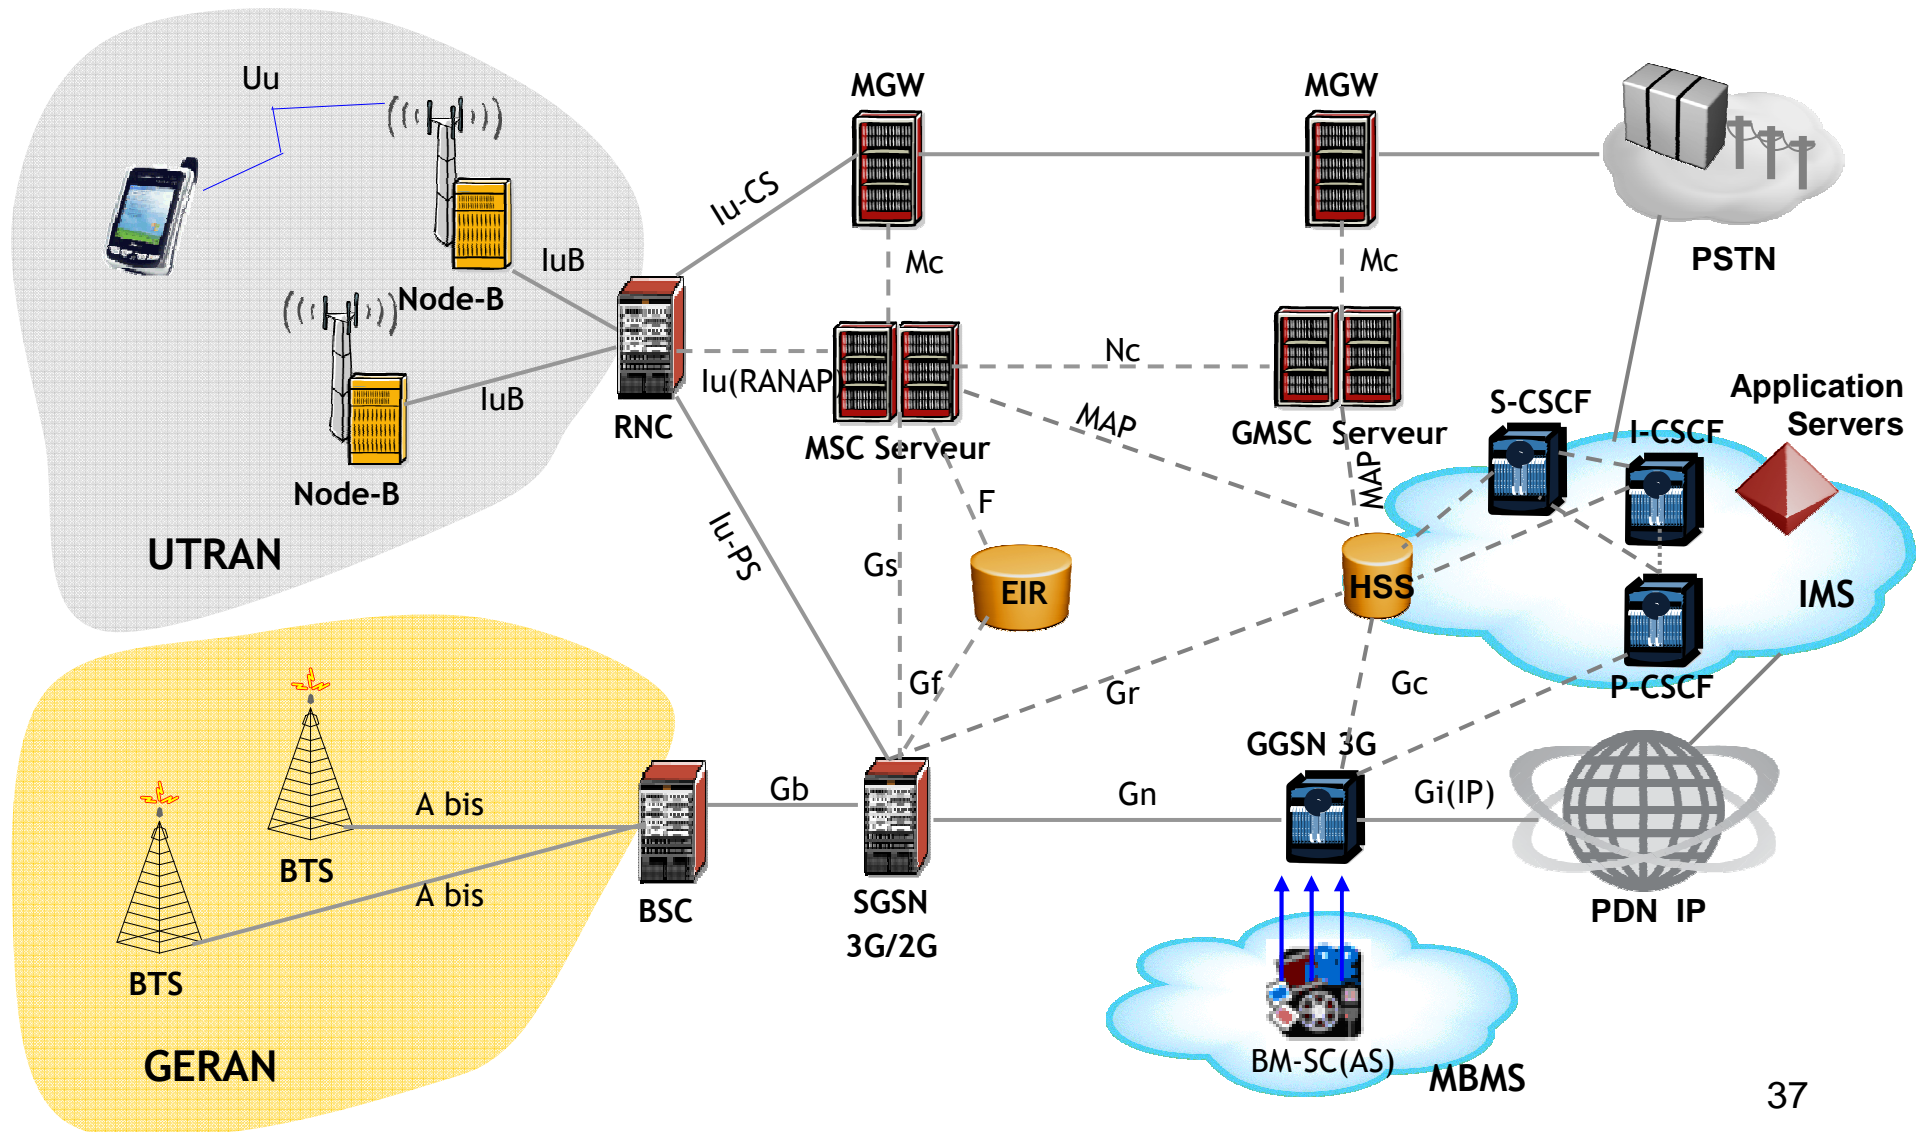 Uu
MGW
MGW
Iu-CS
IuB
Mc
Mc
PSTN
Node-B
Nc
Iu(RANAP)
IuB
RNC
MAP
S-CSCF
Application
Servers
I-CSCF
MSC Serveur
GMSC Serveur
MAP
Node-B
F
UTRAN
Iu-PS
Gs
EIR
HSS
IMS
Gf
Gr
Gc
P-CSCF
GGSN 3G
A bis
Gb
Gn
Gi(IP)
BTS
A bis
BSC
SGSN
3G/2G
PDN IP
BTS
GERAN
BM-SC(AS)
MBMS
37